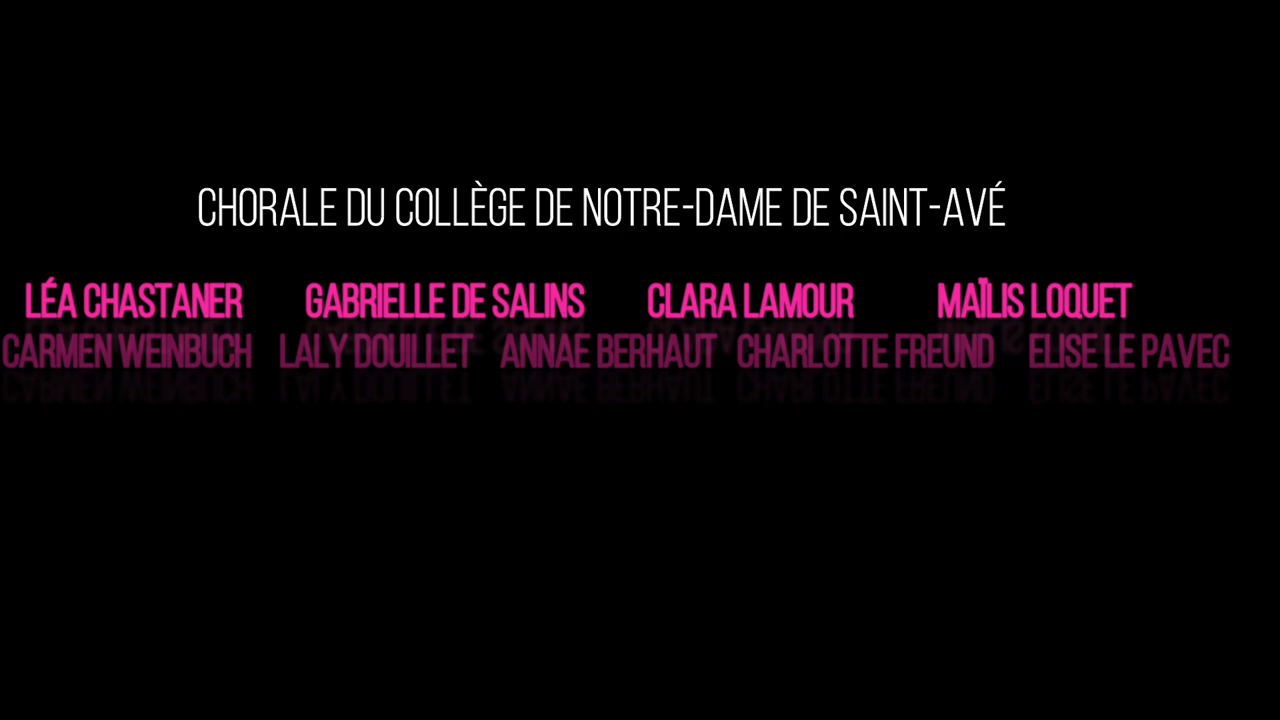 CHORALE DU COLLÈGE DE NOTRE-DAME DE SAINT-AVÉ
LÉA CHASTANER GABRIELLE DE SALINS CLARA LAMOUR MAÏLIS LOQUET
CARMEN WEINBUCH LALY DOUILLET ANNAE BERHAUT CHARLOTTE FREUND ELISE LE PAVEC